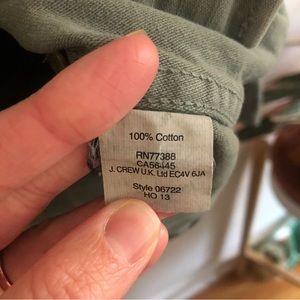 100% Cotton
RN77388
CA56445
J. CREW U.K. Ltd EC4V 6JA
Style 06722
HO 13